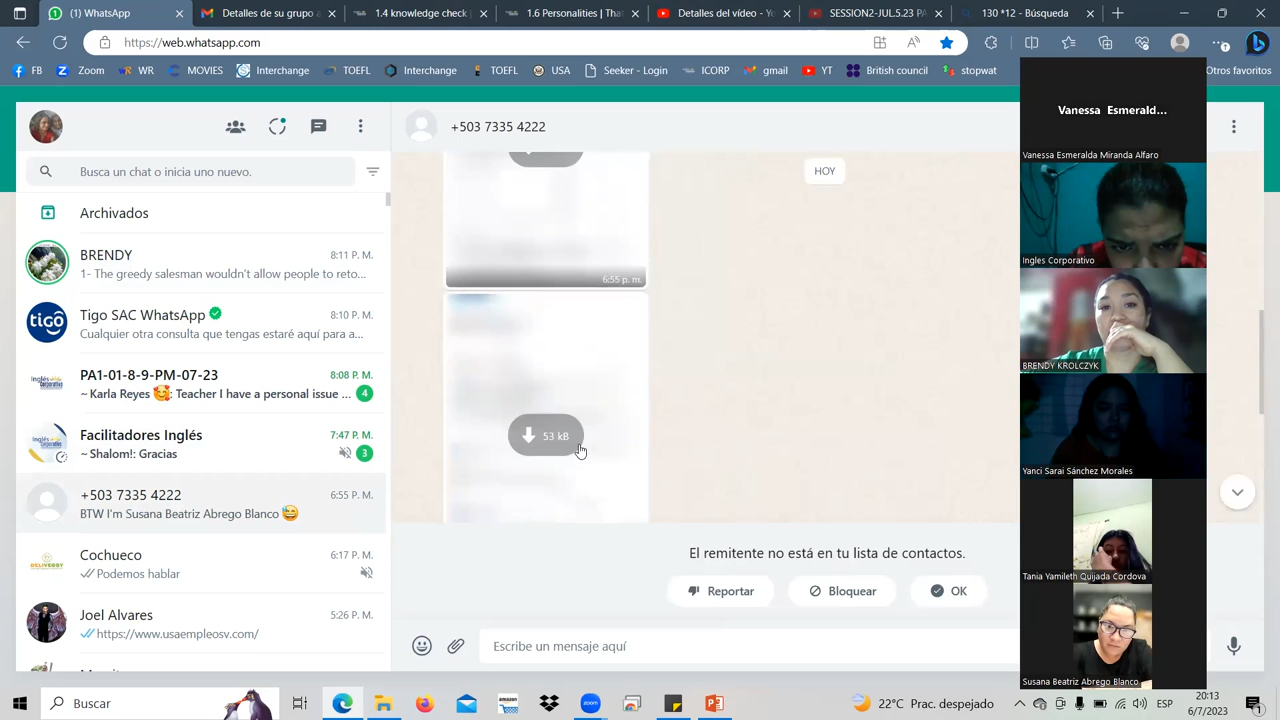 (1) WhatsApp
Detalles de su grupo a
1.4 knowledge check
1.6 Personalities | Tha
Detalles del vídeo - Yo
SESSION2-JUL5.23 PA
130 *12 - Búsqueda
https://web.whatsapp.com
FB
Zoom
WR
MOVIES
Interchange
TOEFL
Interchange
TOEFL
USA
Seeker - Login
ICORP
gmail
YT
British council
stopwat
Otros favoritos
Busca un chat o inicia uno nuevo.
Archivados
BRENDY
8:11 P. M.
1- The greedy salesman wouldn't allow people to reto...
Tigo SAC WhatsApp
8:10 P. M.
Cualquier otra consulta que tengas estaré aquí para a...
PA1-01-8-9-PM-07-23
8:08 P. M.
~ Karla Reyes 🥰: Teacher I have a personal issue ...
4
Facilitadores Inglés
7:47 P. M.
~ Shalom!: Gracias
3
+503 7335 4222
6:55 P. M.
BTW I'm Susana Beatriz Abrego Blanco 😅
Cochueco
6:17 P. M.
Podemos hablar
Joel Alvares
5:26 P. M.
https://www.usaempleosv.com/
+503 7335 4222
HOY
6:55 p. m.
53 kB
El remitente no está en tu lista de contactos.
Reportar
Bloquear
OK
Escribe un mensaje aquí
Vanessa Esmerald...
Vanessa Esmeralda Miranda Alfaro
Ingles Corporativo
BRENDY KROLCZYK
Yanci Sarai Sánchez Morales
Tania Yamileth Quijada Cordova
Susana Beatriz Abrego Blanco
Buscar
22°C Prac. despejado
ESP
20:13
6/7/2023
1